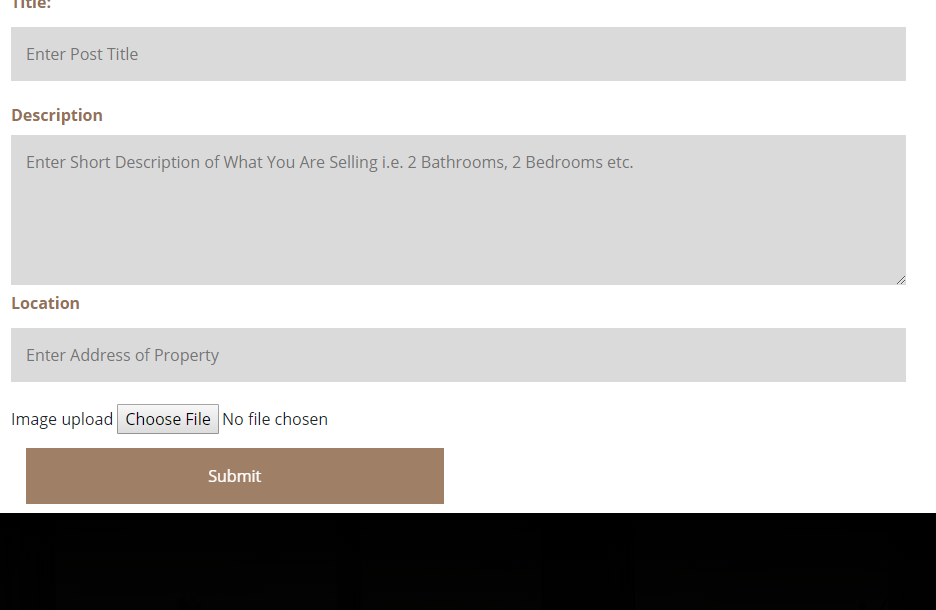 Title:
Enter Post Title
Description
Enter Short Description of What You Are Selling i.e. 2 Bathrooms, 2 Bedrooms etc.
Location
Enter Address of Property
Image upload Choose File No file chosen
Submit